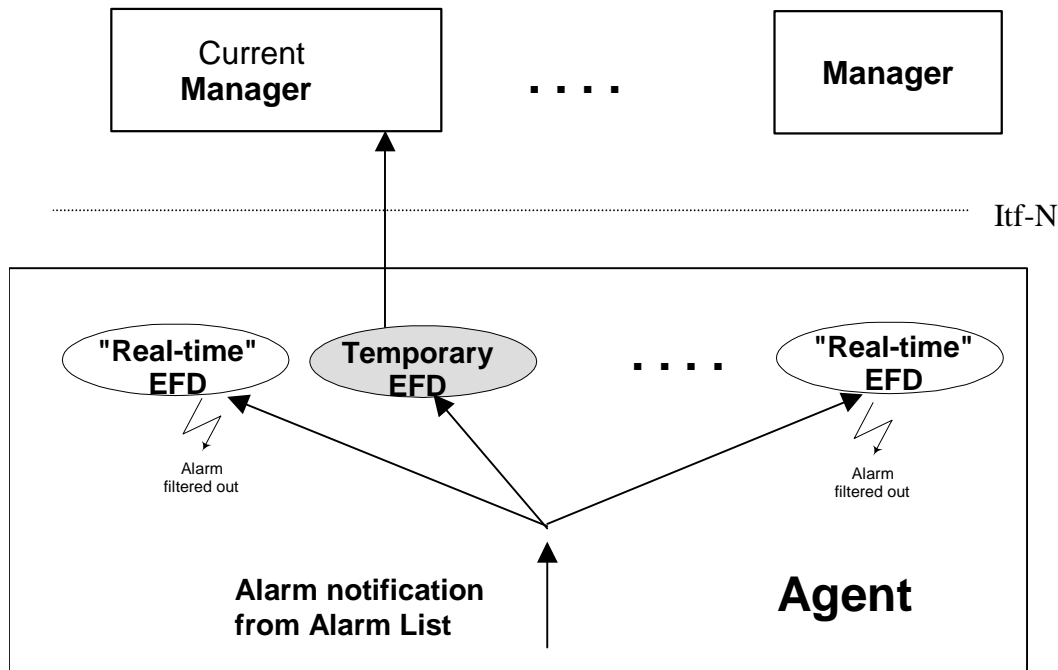 Current
Manager
. . . .
Manager
Itf-N
"Real-time"
EFD
Temporary
EFD
. . . .
"Real-time"
EFD
Alarm
filtered out
Alarm
filtered out
Alarm notification
from Alarm List
Agent